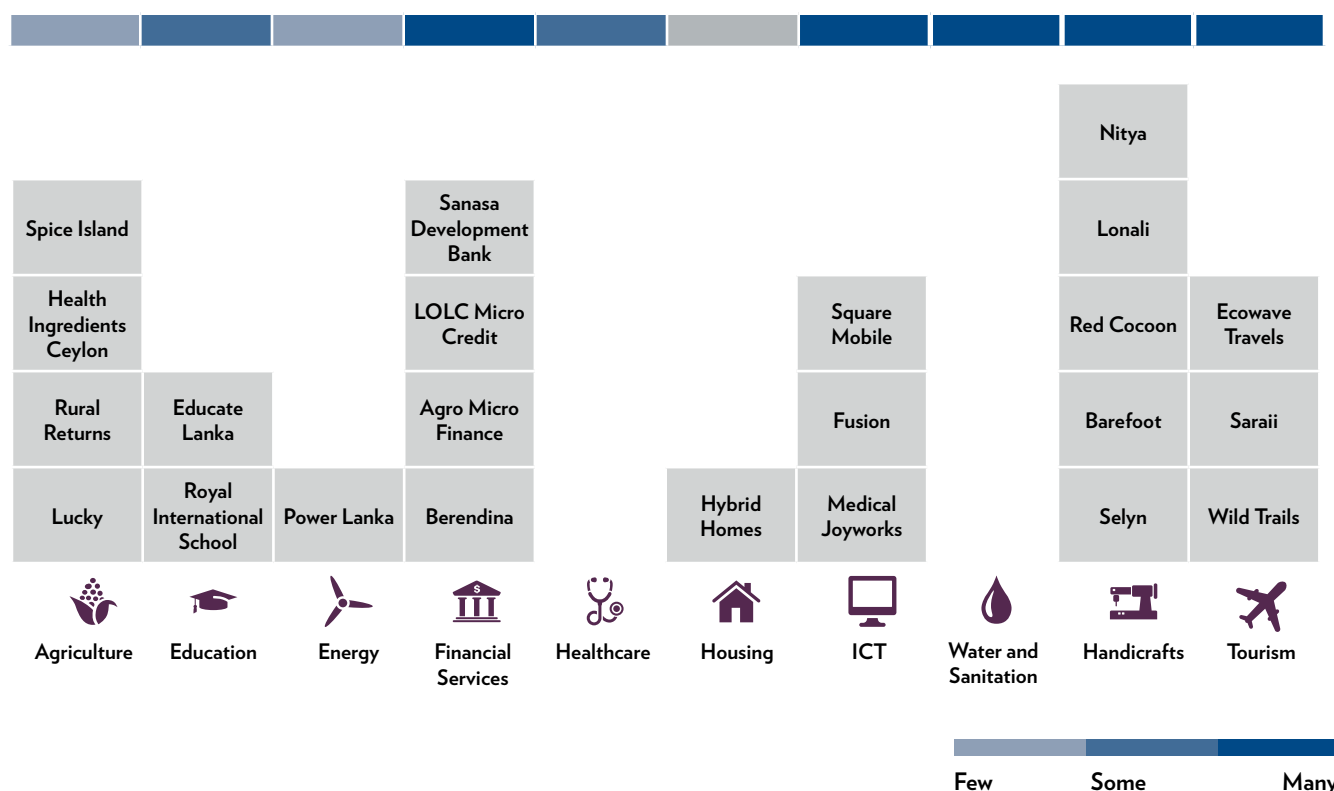 Nitya
Spice Island
Sanasa
Development
Bank
Lonali
Health
Ingredients
Ceylon
LOLC Micro
Credit
Square
Mobile
Red Cocoon
Ecowave
Travels
Rural
Returns
Educate
Lanka
Agro Micro
Finance
Fusion
Barefoot
Saraii
Lucky
Royal
International
School
Power Lanka
Berendina
Hybrid
Homes
Medical
Joyworks
Selyn
Wild Trails
$
Agriculture
Education
Energy
Financial
Services
Healthcare
Housing
ICT
Water and
Sanitation
Handicrafts
Tourism
Few
Some
Many